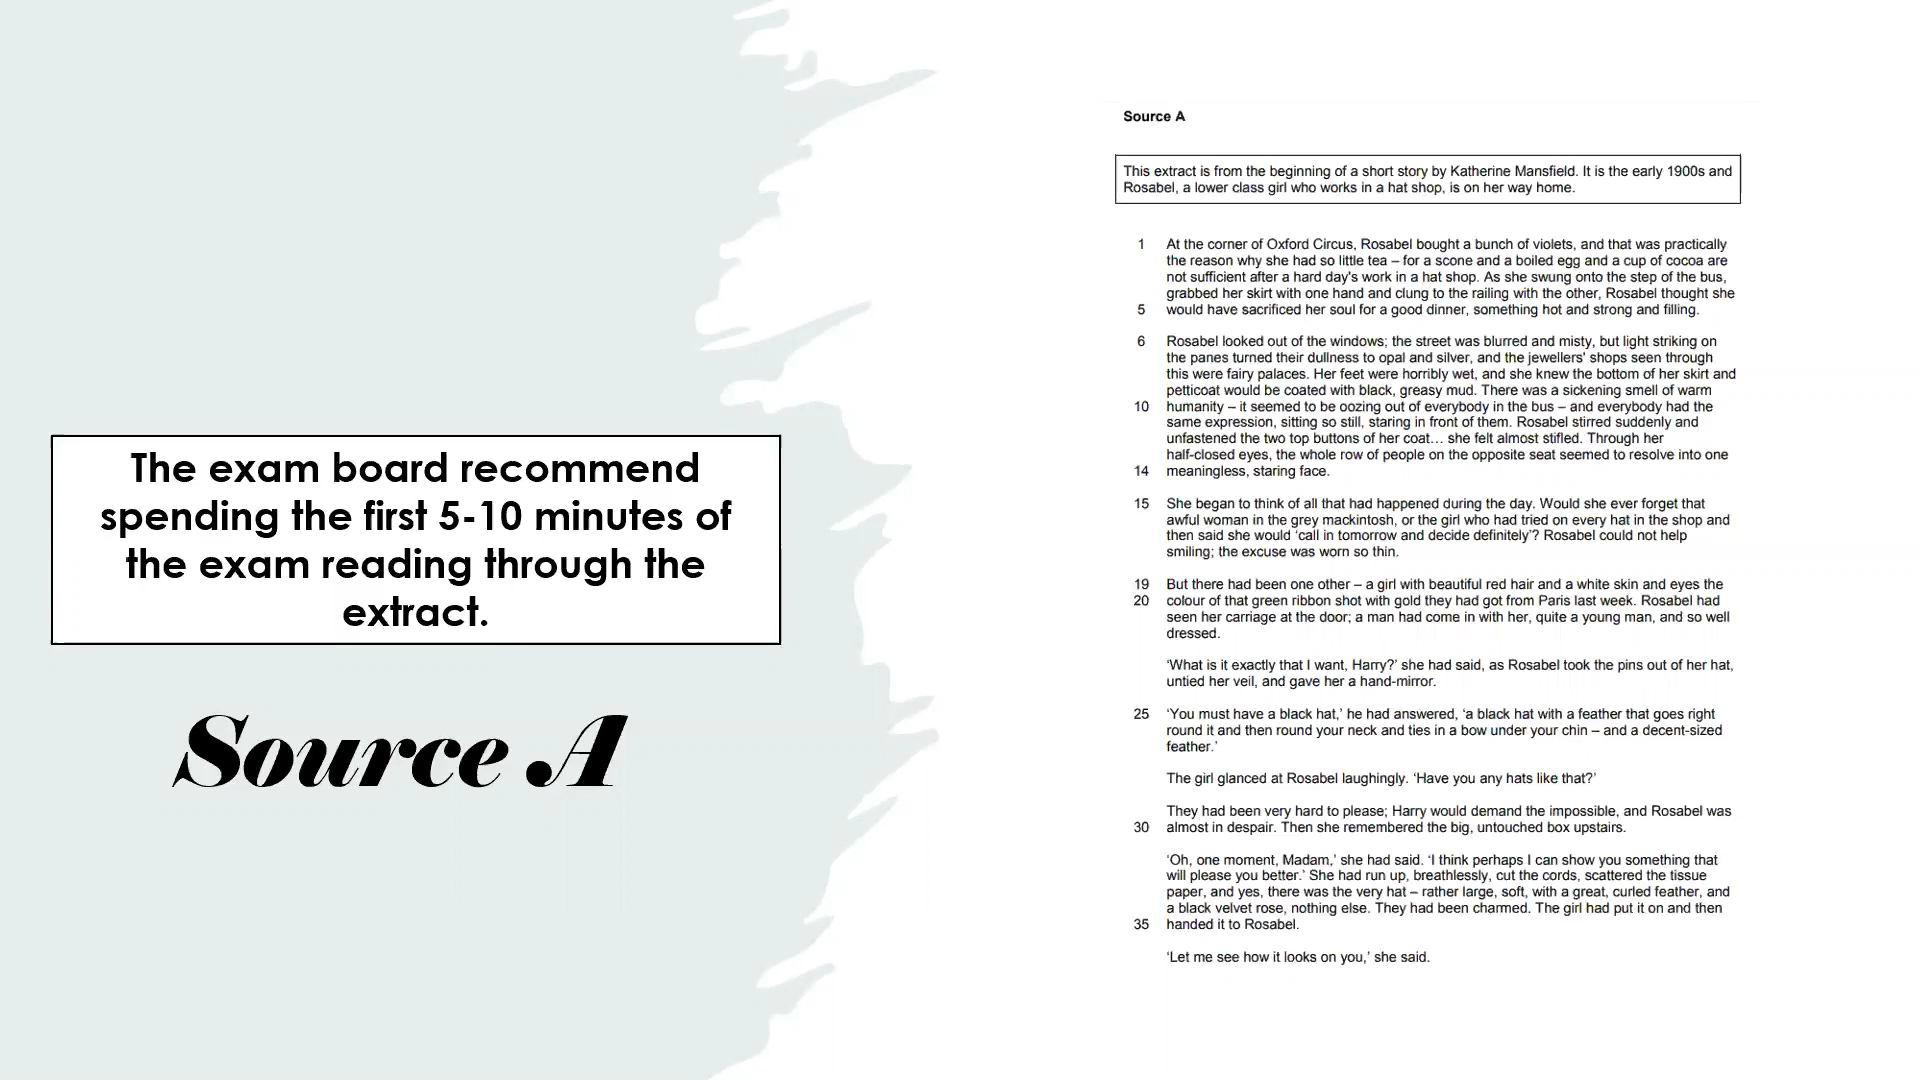 The exam board recommend
spending the first 5-10 minutes of
the exam reading through the
extract.
Source A
Source A
This extract is from the beginning of a short story by Katherine Mansfield. It is the early 1900s and
Rosabel, a lower class girl who works in a hat shop, is on her way home.
1 At the corner of Oxford Circus, Rosabel bought a bunch of violets, and that was practically
the reason why she had so little tea – for a scone and a boiled egg and a cup of cocoa are
not sufficient after a hard day's work in a hat shop. As she swung onto the step of the bus,
grabbed her skirt with one hand and clung to the railing with the other, Rosabel thought she
5 would have sacrificed her soul for a good dinner, something hot and strong and filling.
6 Rosabel looked out of the windows; the street was blurred and misty, but light striking on
the panes turned their dullness to opal and silver, and the jewellers' shops seen through
this were fairy palaces. Her feet were horribly wet, and she knew the bottom of her skirt and
petticoat would be coated with black, greasy mud. There was a sickening smell of warm
10 humanity – it seemed to be oozing out of everybody in the bus – and everybody had the
same expression, sitting so still, staring in front of them. Rosabel stirred suddenly and
unfastened the two top buttons of her coat… she felt almost stifled. Through her
half-closed eyes, the whole row of people on the opposite seat seemed to resolve into one
14 meaningless, staring face.
15 She began to think of all that had happened during the day. Would she ever forget that
awful woman in the grey mackintosh, or the girl who had tried on every hat in the shop and
then said she would ‘call in tomorrow and decide definitely’? Rosabel could not help
smiling; the excuse was worn so thin.
19 But there had been one other – a girl with beautiful red hair and a white skin and eyes the
20 colour of that green ribbon shot with gold they had got from Paris last week. Rosabel had
seen her carriage at the door; a man had come in with her, quite a young man, and so well
dressed.
‘What is it exactly that I want, Harry?’ she had said, as Rosabel took the pins out of her hat,
untied her veil, and gave her a hand-mirror.
25 ‘You must have a black hat,’ he had answered, ‘a black hat with a feather that goes right
round it and then round your neck and ties in a bow under your chin – and a decent-sized
feather.’
The girl glanced at Rosabel laughingly. ‘Have you any hats like that?’
They had been very hard to please; Harry would demand the impossible, and Rosabel was
30 almost in despair. Then she remembered the big, untouched box upstairs.
‘Oh, one moment, Madam,’ she had said. ‘I think perhaps I can show you something that
will please you better.’ She had run up, breathlessly, cut the cords, scattered the tissue
paper, and yes, there was the very hat – rather large, soft, with a great, curled feather, and
a black velvet rose, nothing else. They had been charmed. The girl had put it on and then
35 handed it to Rosabel.
‘Let me see how it looks on you,’ she said.